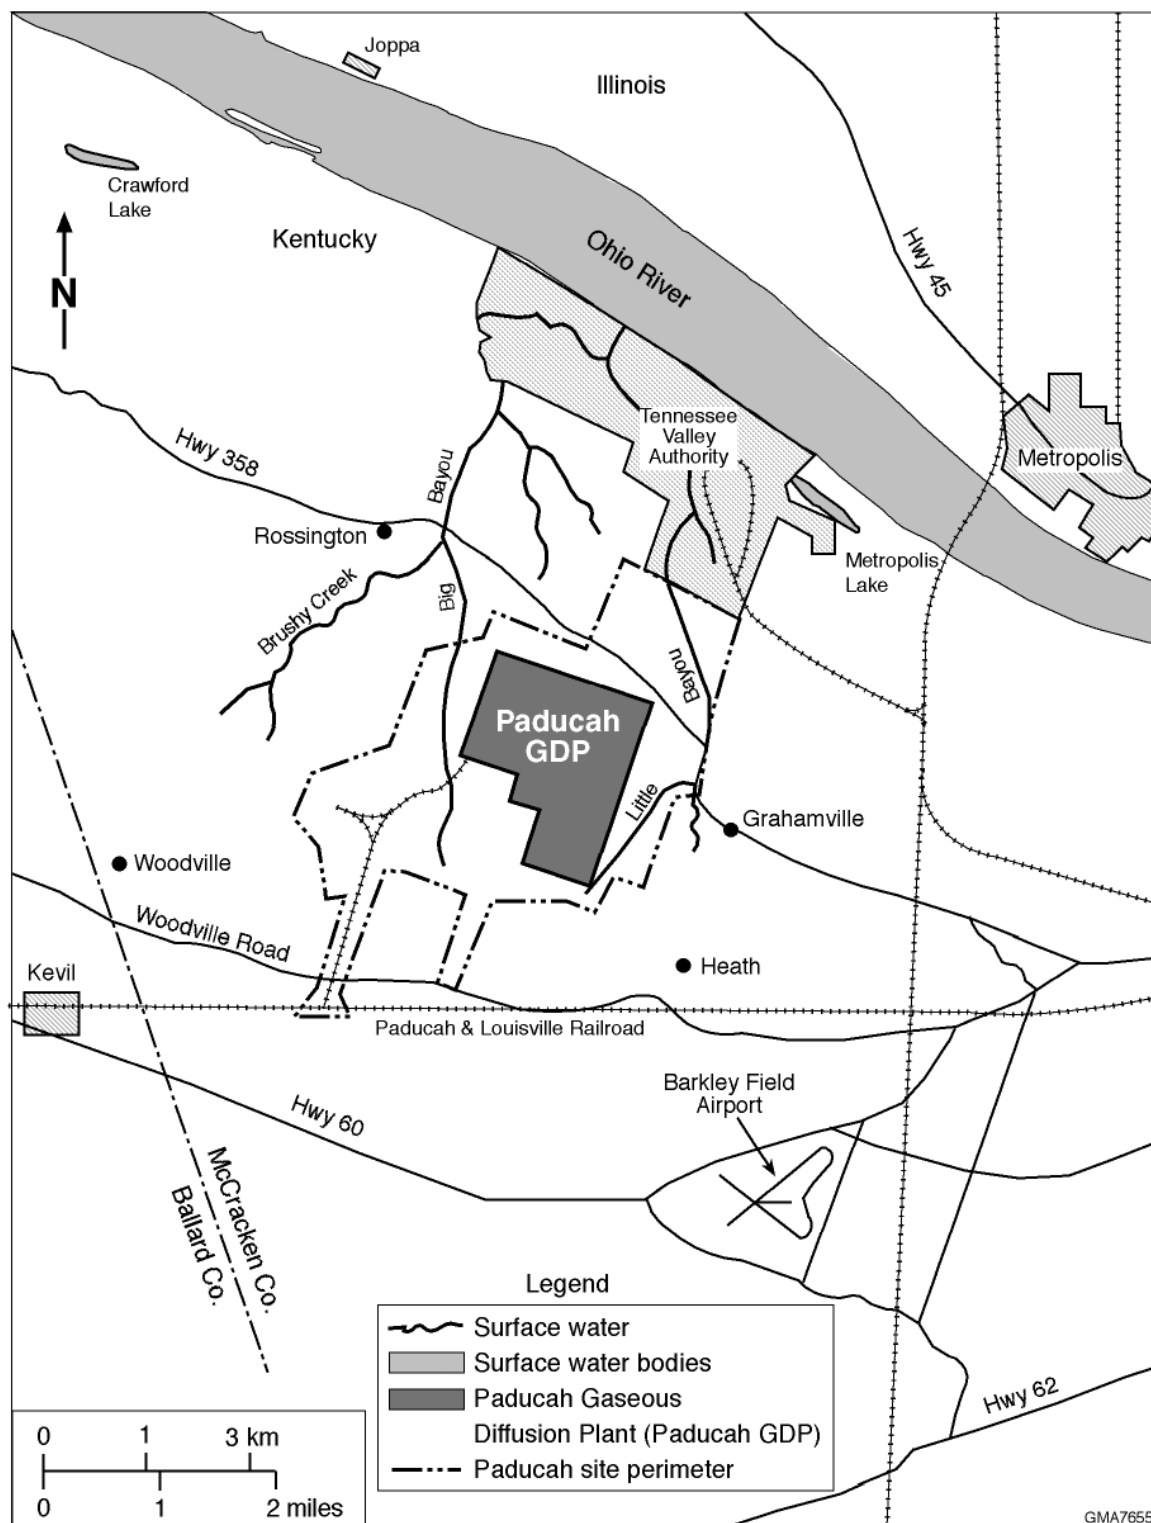 Joppa
Illinois
Crawford
Lake
Kentucky
Ohio River
Hwy 45
N
Hwy 358
Tennessee
Valley
Authority
Metropolis
Bayou
Rossington
Metropolis
Lake
Brushy Creek
Big
Bayou
Paducah
GDP
Little
Grahamville
Woodville
Woodville Road
Heath
Kevil
Paducah & Louisville Railroad
Barkley Field
Airport
Hwy 60
McCracken Co.
Ballard Co.
Legend
Surface water
Surface water bodies
Paducah Gaseous
Diffusion Plant (Paducah GDP)
Paducah site perimeter
Hwy 62
0 1 3 km
0 1 2 miles
GMA7655